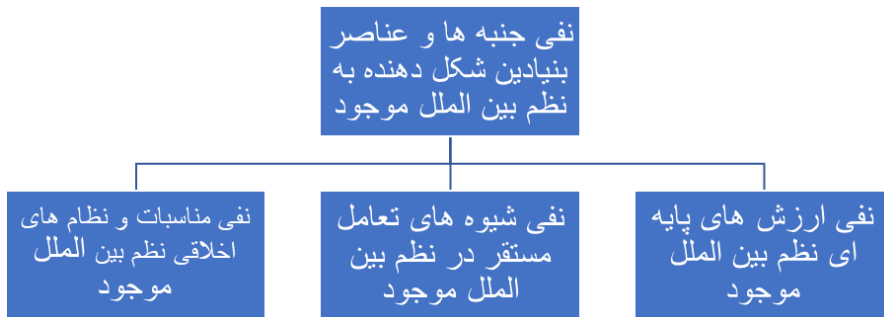 نفی جنبه ها و عناصر
بنیادین شکل دهنده به
نظم بین الملل موجود
نفی ارزش های پایه
ای نظم بین الملل
موجود
نفی شیوه های تعامل
مستقر در نظم بین
الملل موجود
نفی مناسبات و نظام های
اخلاقی نظم بین الملل
موجود